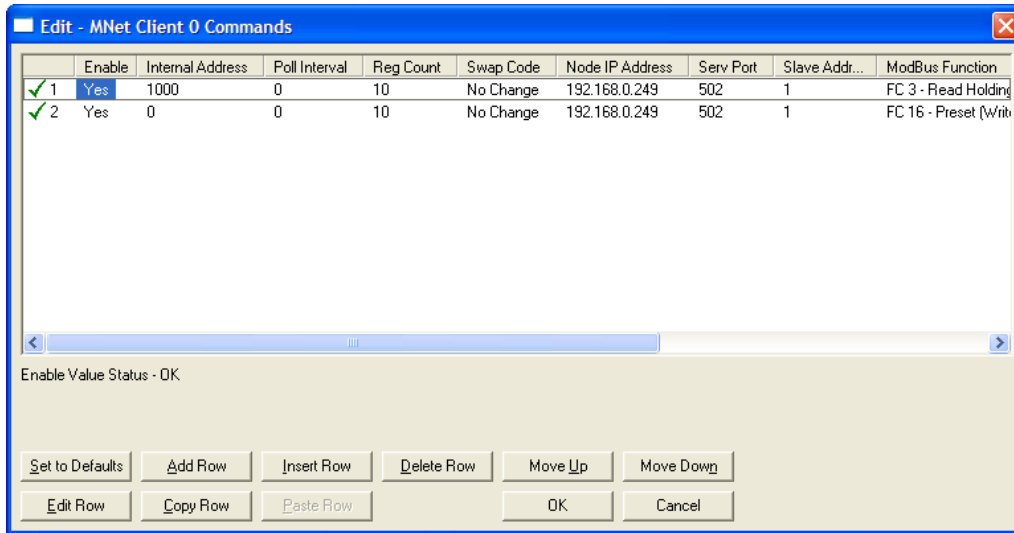 Edit - MNet Client 0 Commands
Enable Internal Address Poll Interval Reg Count Swap Code Node IP Address Serv Port Slave Addr... ModBus Function
1 Yes 1000 0 10 No Change 192.168.0.249 502 1 FC 3 - Read Holding
2 Yes 0 0 10 No Change 192.168.0.249 502 1 FC 16 - Preset (Writ
Enable Value Status - OK
Set to Defaults Add Row Insert Row Delete Row Move Up Move Down
Edit Row Copy Row Paste Row OK Cancel